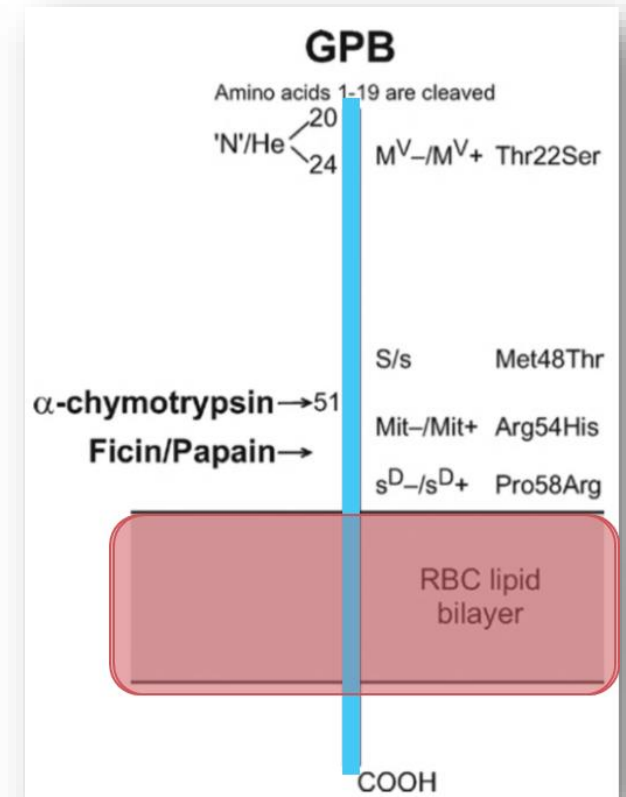 GPB
Amino acids 1-19 are cleaved
'N'/He 20
24
M^V–/M^V+ Thr22Ser
S/s Met48Thr
α-chymotrypsin→51
Mit–/Mit+ Arg54His
Ficin/Papain→
s^D–/s^D+ Pro58Arg
RBC lipid
bilayer
COOH